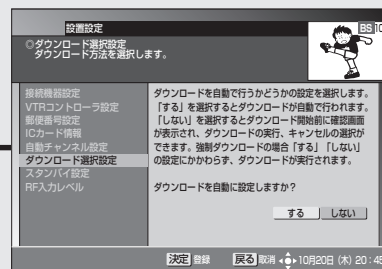 設置設定
BS 10
◎ダウンロード選択設定
ダウンロード方法を選択し
ます。
接続機器設定
VTRコントローラ設定
郵便番号設定
ICカード情報
自動チャンネル設定
ダウンロード選択設定
スタンバイ設定
RF入力レベル
ダウンロードを自動で行うかどうかの設定を選択します。
「する」を選択するとダウンロードが自動で行われます。
「しない」を選択するとダウンロード開始前に確認画面
が表示され、ダウンロードの実行、キャンセルの選択が
できます。強制ダウンロードの場合「する」「しない」
の設定にかかわらず、ダウンロードが実行されます。
ダウンロードを自動に設定しますか？
する しない
決定 登録 戻る 取消 10月20日 (木) 20:45